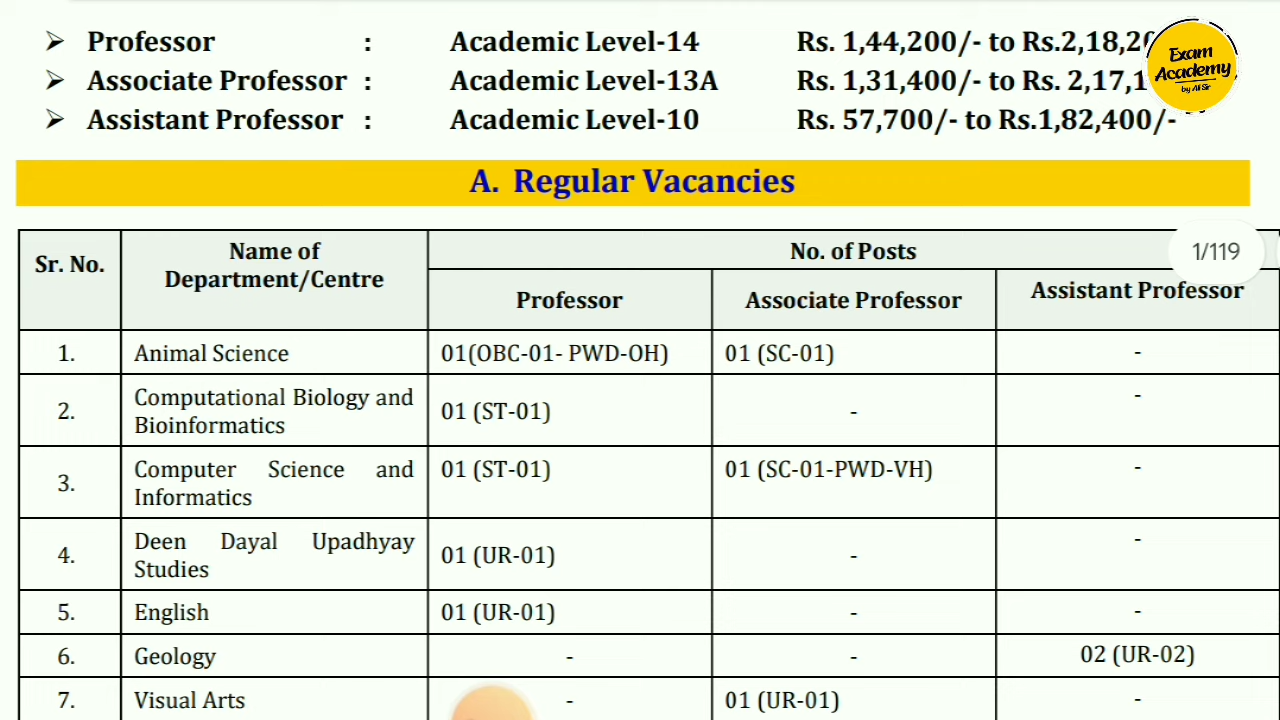 ➢ Professor : Academic Level-14 Rs. 1,44,200/- to Rs.2,18,20
➢ Associate Professor : Academic Level-13A Rs. 1,31,400/- to Rs. 2,17,1
➢ Assistant Professor : Academic Level-10 Rs. 57,700/- to Rs.1,82,400/-
Exam
Academy
by Ali Sir
A. Regular Vacancies
Sr. No. Name of Department/Centre No. of Posts
1/119
Professor Associate Professor Assistant Professor
1. Animal Science 01(OBC-01- PWD-OH) 01 (SC-01) -
2. Computational Biology and
Bioinformatics 01 (ST-01) - -
3. Computer Science and
Informatics 01 (ST-01) 01 (SC-01-PWD-VH) -
4. Deen Dayal Upadhyay
Studies 01 (UR-01) - -
5. English 01 (UR-01) - -
6. Geology - - 02 (UR-02)
7. Visual Arts - 01 (UR-01) -